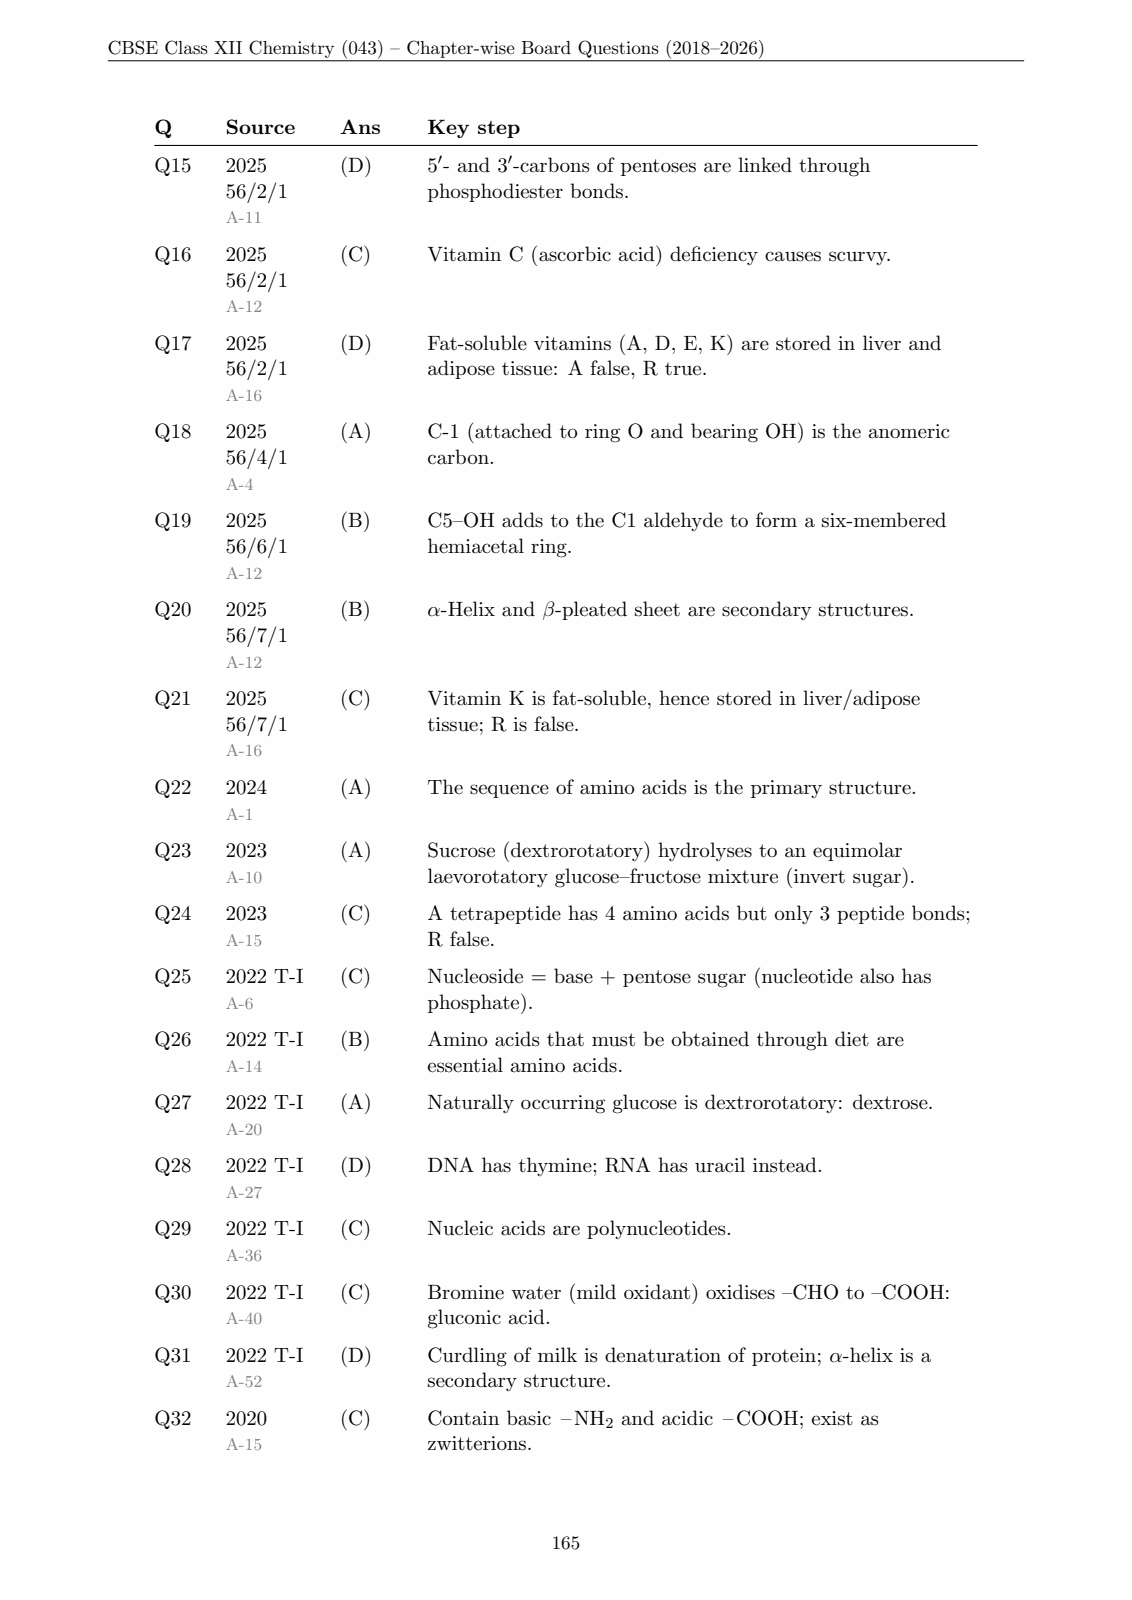 CBSE Class XII Chemistry (043) – Chapter-wise Board Questions (2018–2026)
Q Source Ans Key step
Q15 2025 (D) 5′- and 3′-carbons of pentoses are linked through
56/2/1 phosphodiester bonds.
A-11
Q16 2025 (C) Vitamin C (ascorbic acid) deficiency causes scurvy.
56/2/1
A-12
Q17 2025 (D) Fat-soluble vitamins (A, D, E, K) are stored in liver and
56/2/1 adipose tissue: A false, R true.
A-16
Q18 2025 (A) C-1 (attached to ring O and bearing OH) is the anomeric
56/4/1 carbon.
A-4
Q19 2025 (B) C5–OH adds to the C1 aldehyde to form a six-membered
56/6/1 hemiacetal ring.
A-12
Q20 2025 (B) α-Helix and β-pleated sheet are secondary structures.
56/7/1
A-12
Q21 2025 (C) Vitamin K is fat-soluble, hence stored in liver/adipose
56/7/1 tissue; R is false.
A-16
Q22 2024 (A) The sequence of amino acids is the primary structure.
A-1
Q23 2023 (A) Sucrose (dextrorotatory) hydrolyses to an equimolar
A-10 laevorotatory glucose–fructose mixture (invert sugar).
Q24 2023 (C) A tetrapeptide has 4 amino acids but only 3 peptide bonds;
A-15 R false.
Q25 2022 T-I (C) Nucleoside = base + pentose sugar (nucleotide also has
A-6 phosphate).
Q26 2022 T-I (B) Amino acids that must be obtained through diet are
A-14 essential amino acids.
Q27 2022 T-I (A) Naturally occurring glucose is dextrorotatory: dextrose.
A-20
Q28 2022 T-I (D) DNA has thymine; RNA has uracil instead.
A-27
Q29 2022 T-I (C) Nucleic acids are polynucleotides.
A-36
Q30 2022 T-I (C) Bromine water (mild oxidant) oxidises –CHO to –COOH:
A-40 gluconic acid.
Q31 2022 T-I (D) Curdling of milk is denaturation of protein; α-helix is a
A-52 secondary structure.
Q32 2020 (C) Contain basic –NH₂ and acidic –COOH; exist as
A-15 zwitterions.
165